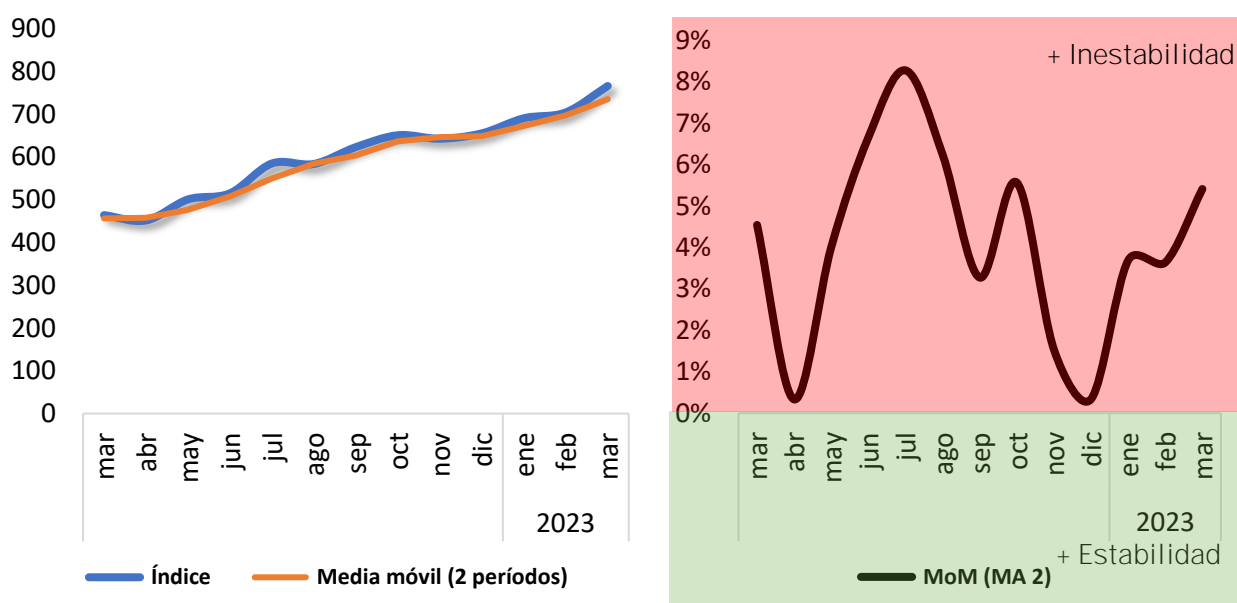 900
800
700
600
500
400
300
200
100
0
mar
abr
may
jun
jul
ago
sep
oct
nov
dic
ene
feb
mar
2023
Índice
Media móvil (2 períodos)
+ Inestabilidad
9%
8%
7%
6%
5%
4%
3%
2%
1%
0%
mar
abr
may
jun
jul
ago
sep
oct
nov
dic
ene
feb
mar
2023
+ Estabilidad
MoM (MA 2)